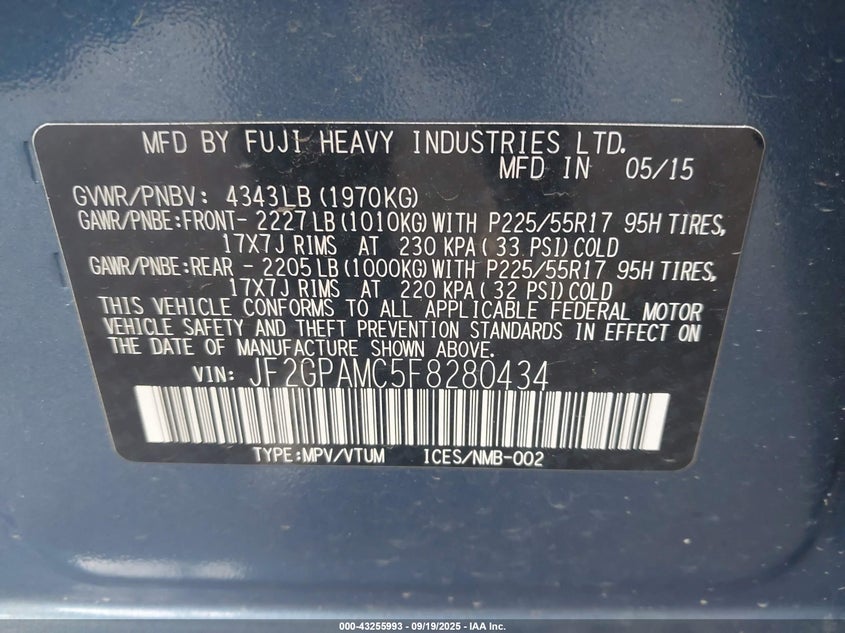 MFD BY FUJI HEAVY INDUSTRIES LTD.
MFD IN 05/15
GVWR/PNBV: 4343LB(1970KG)
GAWR/PNBE:FRONT- 2227LB(1010KG)WITH P225/55R17 95H TIRES,
17X7J RIMS AT 230 KPA(33 PSI)COLD
GAWR/PNBE:REAR - 2205LB(1000KG)WITH P225/55R17 95H TIRES,
17X7J RIMS AT 220 KPA(32 PSI)COLD
THIS VEHICLE CONFORMS TO ALL APPLICABLE FEDERAL MOTOR
VEHICLE SAFETY AND THEFT PREVENTION STANDARDS IN EFFECT ON
THE DATE OF MANUFACTURE SHOWN ABOVE.
VIN: JF2GPAMC5F8280434
TYPE:MPV/VTUM ICES/NMB-002
000-43255993 - 09/19/2025 - IAA Inc.